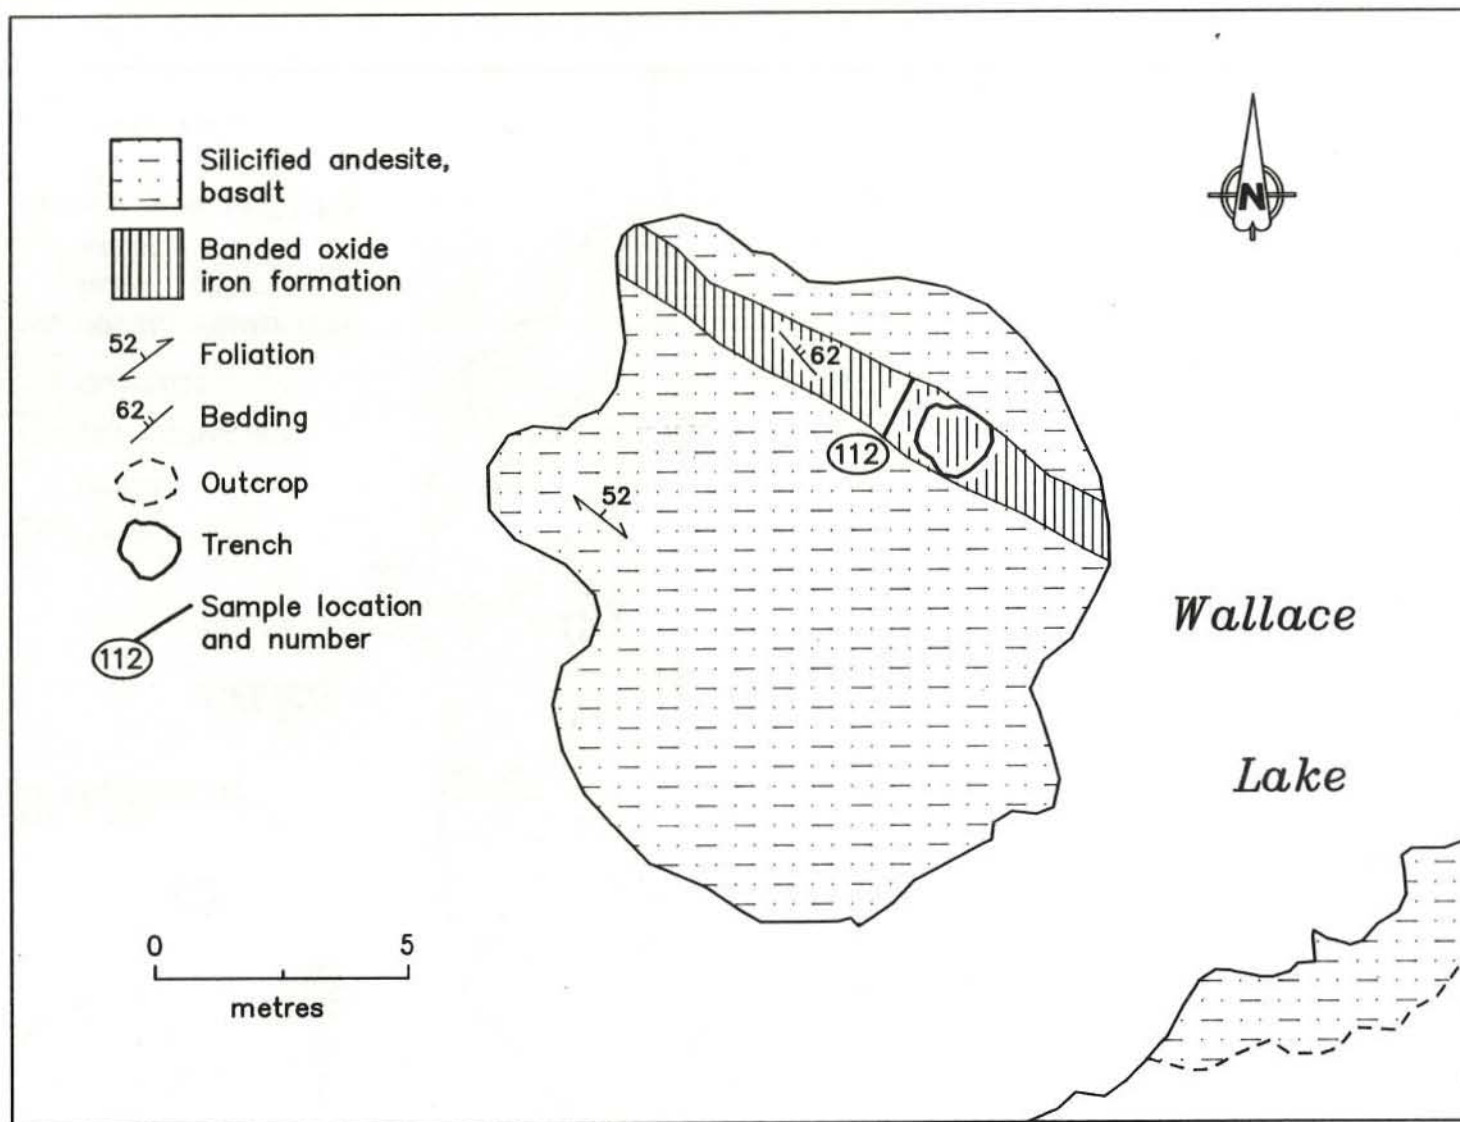 Silicified andesite,
basalt
Banded oxide
iron formation
52
Foliation
62
Bedding
Outcrop
Trench
Sample location
and number
112
0 5
metres
N
62
112
52
Wallace
Lake